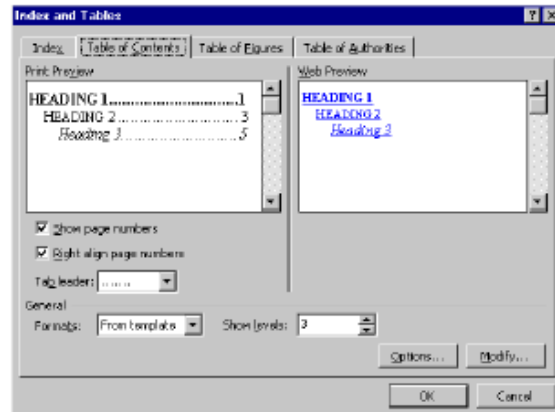 Index and Tables
Index Table of Contents Table of Figures Table of Authorities
Print Preview Web Preview
HEADING 1..............................1 HEADING 1
HEADING 2..............................3 HEADING 2
Heading 3..............................5 Heading 3
Show page numbers
Right align page numbers
Tab leader: .......
General
Formats: From template Show levels: 3
Options... Modify...
OK Cancel